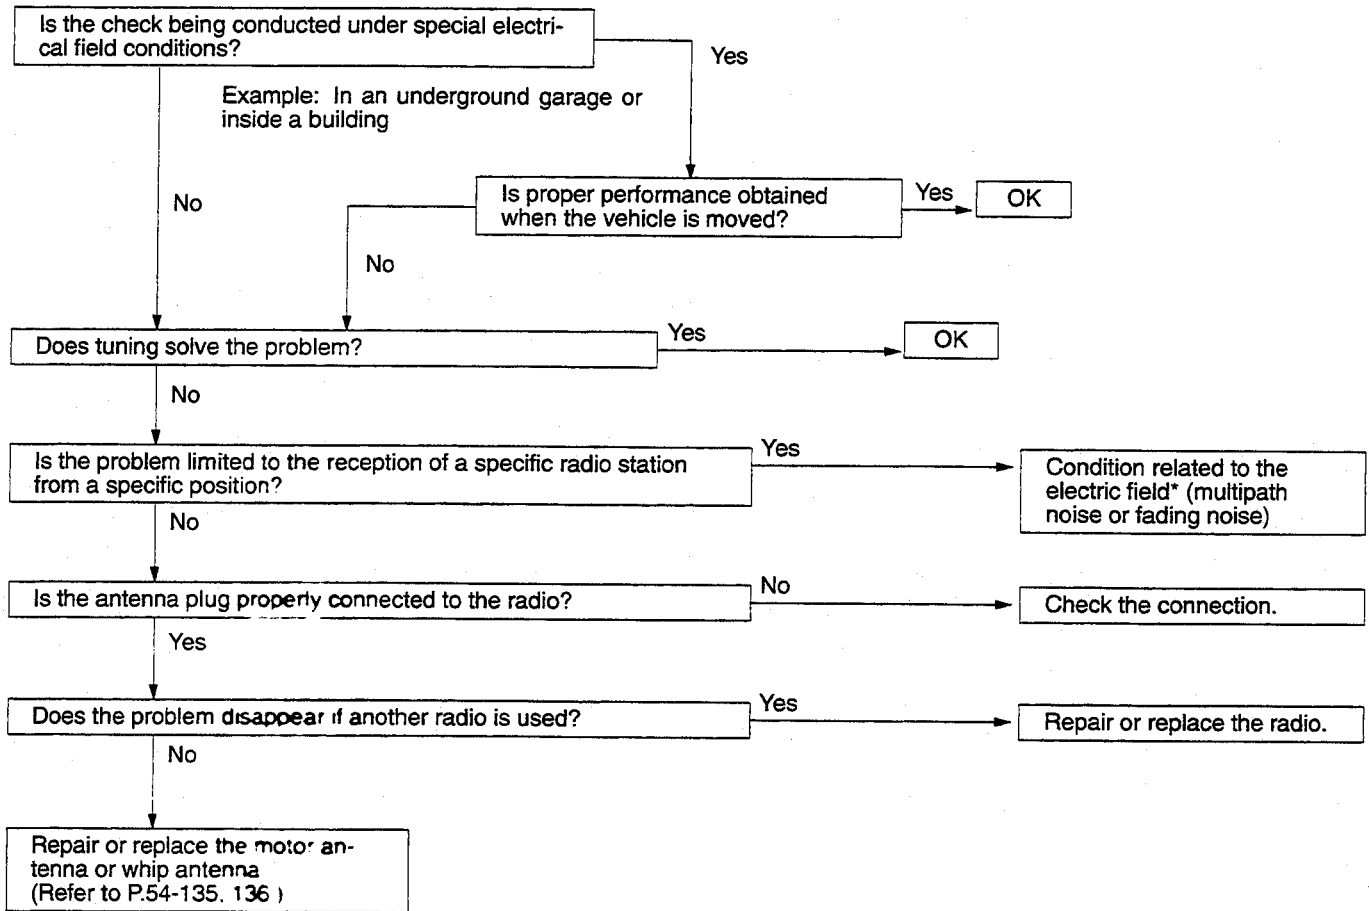 Is the check being conducted under special electri-
cal field conditions?
Yes
Example: In an underground garage or
inside a building
No
Is proper performance obtained
when the vehicle is moved?
Yes
OK
No
Does tuning solve the problem?
Yes
OK
No
Is the problem limited to the reception of a specific radio station
from a specific position?
Yes
Condition related to the
electric field* (multipath
noise or fading noise)
No
Is the antenna plug properly connected to the radio?
No
Check the connection.
Yes
Does the problem disappear if another radio is used?
Yes
Repair or replace the radio.
No
Repair or replace the motor an-
tenna or whip antenna
(Refer to P.54-135, 136 )